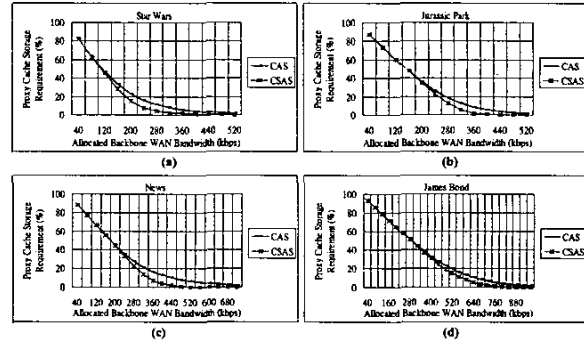 Star Wars
Proxy Cache Storage
Requirement (%)
100
80
60
40
20
0
40 120 200 280 360 440 520
Allocated Backbone WAN Bandwidth (kbps)
CAS
CSAS
(a)
Jurassic Park
Proxy Cache Storage
Requirement (%)
100
80
60
40
20
0
40 120 200 280 360 440 520
Allocated Backbone WAN Bandwidth (kbps)
CAS
CSAS
(b)
News
Proxy Cache Storage
Requirement (%)
100
80
60
40
20
0
40 120 200 280 360 440 520 600 680
Allocated Backbone WAN Bandwidth (kbps)
CAS
CSAS
(c)
James Bond
Proxy Cache Storage
Requirement (%)
100
80
60
40
20
0
40 160 280 400 520 640 760 880
Allocated Backbone WAN Bandwidth (kbps)
CAS
CSAS
(d)